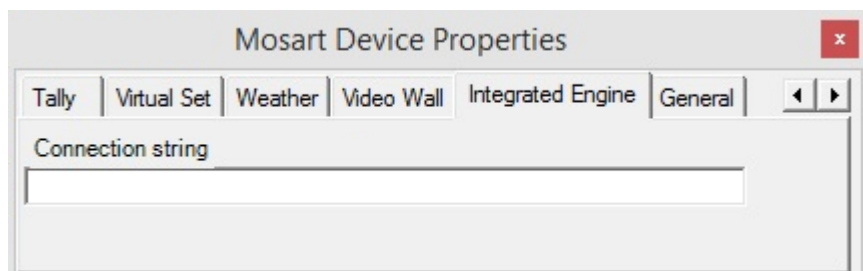 Mosart Device Properties
x
Tally Virtual Set Weather Video Wall Integrated Engine General
Connection string